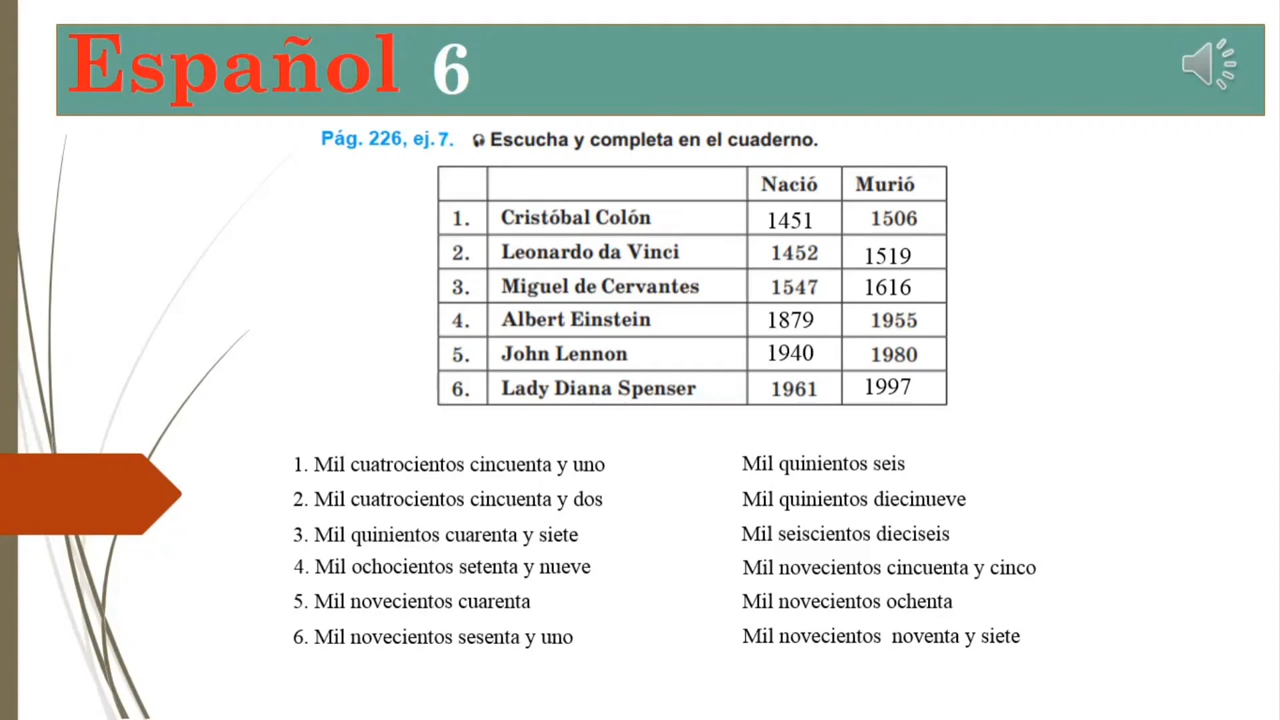 Español 6
Pág. 226, ej. 7. Escucha y completa en el cuaderno.
Nació Murió
1. Cristóbal Colón 1451 1506
2. Leonardo da Vinci 1452 1519
3. Miguel de Cervantes 1547 1616
4. Albert Einstein 1879 1955
5. John Lennon 1940 1980
6. Lady Diana Spenser 1961 1997
1. Mil cuatrocientos cincuenta y uno Mil quinientos seis
2. Mil cuatrocientos cincuenta y dos Mil quinientos diecinueve
3. Mil quinientos cuarenta y siete Mil seiscientos dieciseis
4. Mil ochocientos setenta y nueve Mil novecientos cincuenta y cinco
5. Mil novecientos cuarenta Mil novecientos ochenta
6. Mil novecientos sesenta y uno Mil novecientos noventa y siete